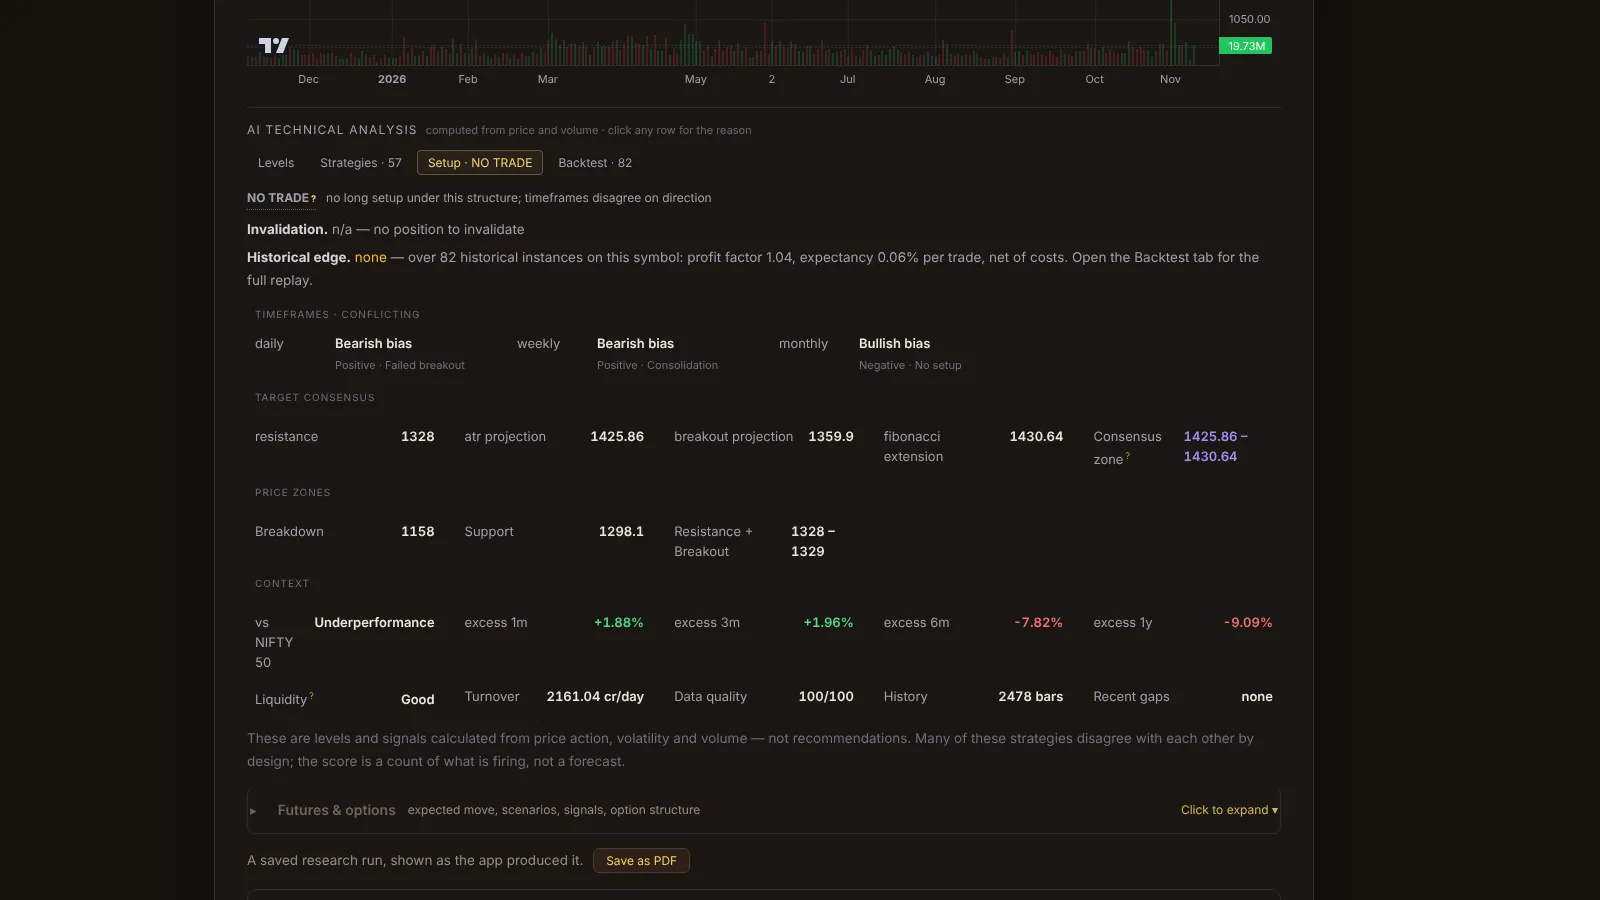 1050.00
19.73M
Dec 2026 Feb Mar May 2 Jul Aug Sep Oct Nov
AI TECHNICAL ANALYSIS computed from price and volume · click any row for the reason
Levels Strategies · 57 Setup · NO TRADE Backtest · 82
NO TRADE ? no long setup under this structure; timeframes disagree on direction
Invalidation. n/a — no position to invalidate
Historical edge. none — over 82 historical instances on this symbol: profit factor 1.04, expectancy 0.06% per trade, net of costs. Open the Backtest tab for the
full replay.
TIMEFRAMES · CONFLICTING
daily Bearish bias weekly Bearish bias monthly Bullish bias
Positive · Failed breakout Positive · Consolidation Negative · No setup
TARGET CONSENSUS
resistance 1328 atr projection 1425.86 breakout projection 1359.9 fibonacci 1430.64 Consensus 1425.86 –
extension zone ? 1430.64
PRICE ZONES
Breakdown 1158 Support 1298.1 Resistance + 1328 –
Breakout 1329
CONTEXT
vs Underperformance excess 1m +1.88% excess 3m +1.96% excess 6m -7.82% excess 1y -9.09%
NIFTY
50
Liquidity ? Good Turnover 2161.04 cr/day Data quality 100/100 History 2478 bars Recent gaps none
These are levels and signals calculated from price action, volatility and volume — not recommendations. Many of these strategies disagree with each other by
design; the score is a count of what is firing, not a forecast.
▸ Futures & options expected move, scenarios, signals, option structure Click to expand ▾
A saved research run, shown as the app produced it. Save as PDF